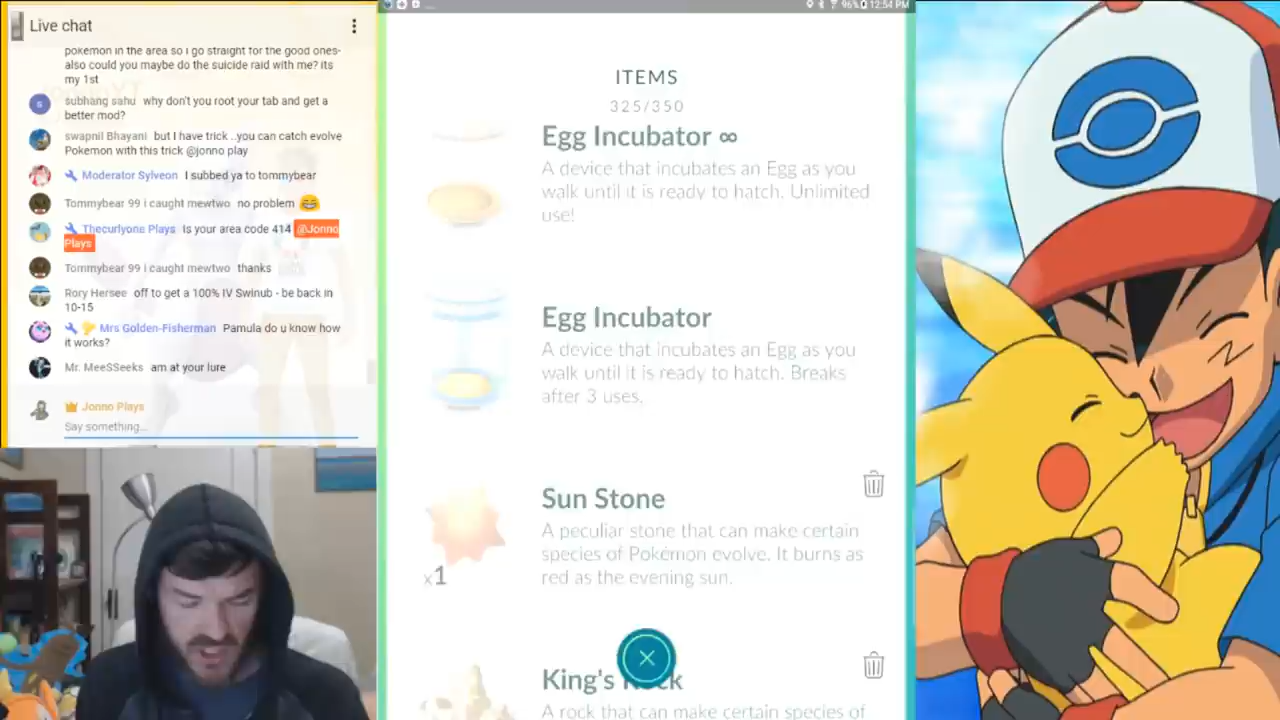 Live chat
pokemon in the area so i go straight for the good ones-
also could you maybe do the suicide raid with me? its
my 1st
subhang sahu why don't you root your tab and get a
better mod?
swapnil Bhayani but I have trick ..you can catch evolve
Pokemon with this trick @jonno play
Moderator Sylveon I subbed ya to tommybear
Tommybear 99 i caught mewtwo no problem 😂
Thecurlyone Plays Is your area code 414 @Jonno
Plays
Tommybear 99 i caught mewtwo thanks
Rory Hersee off to get a 100% IV Swinub - be back in
10-15
Mrs Golden-Fisherman Pamula do u know how
it works?
Mr. MeeSSeeks am at your lure
Jonno Plays
Say something...
96% 12:54 PM
ITEMS
325/350
Egg Incubator ∞
A device that incubates an Egg as you
walk until it is ready to hatch. Unlimited
use!
Egg Incubator
A device that incubates an Egg as you
walk until it is ready to hatch. Breaks
after 3 uses.
Sun Stone
A peculiar stone that can make certain
species of Pokémon evolve. It burns as
red as the evening sun.
x1
King's Rock
A rock that can make certain species of